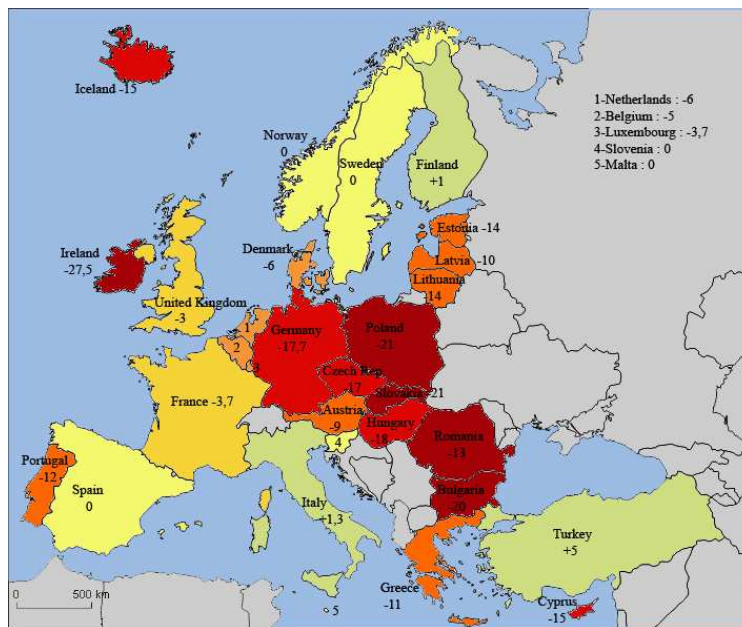 Iceland -15
1-Netherlands : -6
2-Belgium : -5
3-Luxembourg : -3,7
4-Slovenia : 0
5-Malta : 0
Norway
0
Sweden
0
Finland
+1
Estonia -14
Latvia -10
Lithuania
-14
Ireland
-27,5
Denmark
-6
United Kingdom
-3
1
2
3
Germany
-17,7
Poland
-21
Czech Rep.
-17
Slovakia -21
France -3,7
Austria
-9
Hungary
-18
Romania
-13
4
Portugal
-12
Spain
0
Italy
+1,3
Bulgaria
-20
Turkey
+5
Greece
-11
Cyprus
-15
5
0 500 km